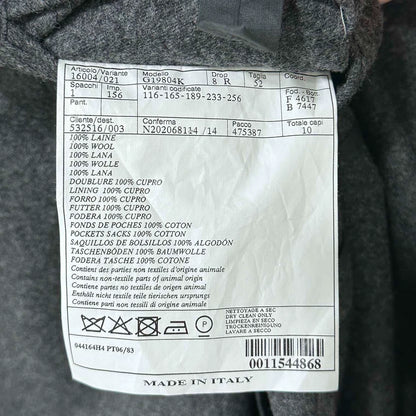 Articolo/Variante Modello Drop Taglia Coord.
16004/021 G19804K 8 R 52
Spacchi Imp. Varianti codificate Fod. - Bott.
1 156 116-165-189-233-256 F 4617
Pant. B 7447
Cliente/dest. Conferma Pacco Totale capi
532516/003 N202068114 /14 475387 10
100% LAINE
100% WOOL
100% LANA
100% WOLLE
100% LANA
DOUBLURE 100% CUPRO
LINING 100% CUPRO
FORRO 100% CUPRO
FUTTER 100% CUPRO
FODERA 100% CUPRO
FONDS DE POCHES 100% COTON
POCKETS SACKS 100% COTTON
SAQUILLOS DE BOLSILLOS 100% ALGODÓN
TASCHENBÖDEN 100% BAUMWOLLE
FODERA TASCHE 100% COTONE
Contient des parties non textiles d'origine animale
Contains non-textile parts of animal origin
Contiene partes no textiles de origen animal
Enthält nicht textile teile tierischen ursprungs
Contiene parti non tessili di origine animale
P
NETTOYAGE A SEC
DRY CLEAN ONLY
LIMPIEZA EN SECO
TROCKENREINIGUNG
LAVARE A SECCO
044164H4 PT06/83
0011544868
MADE IN ITALY